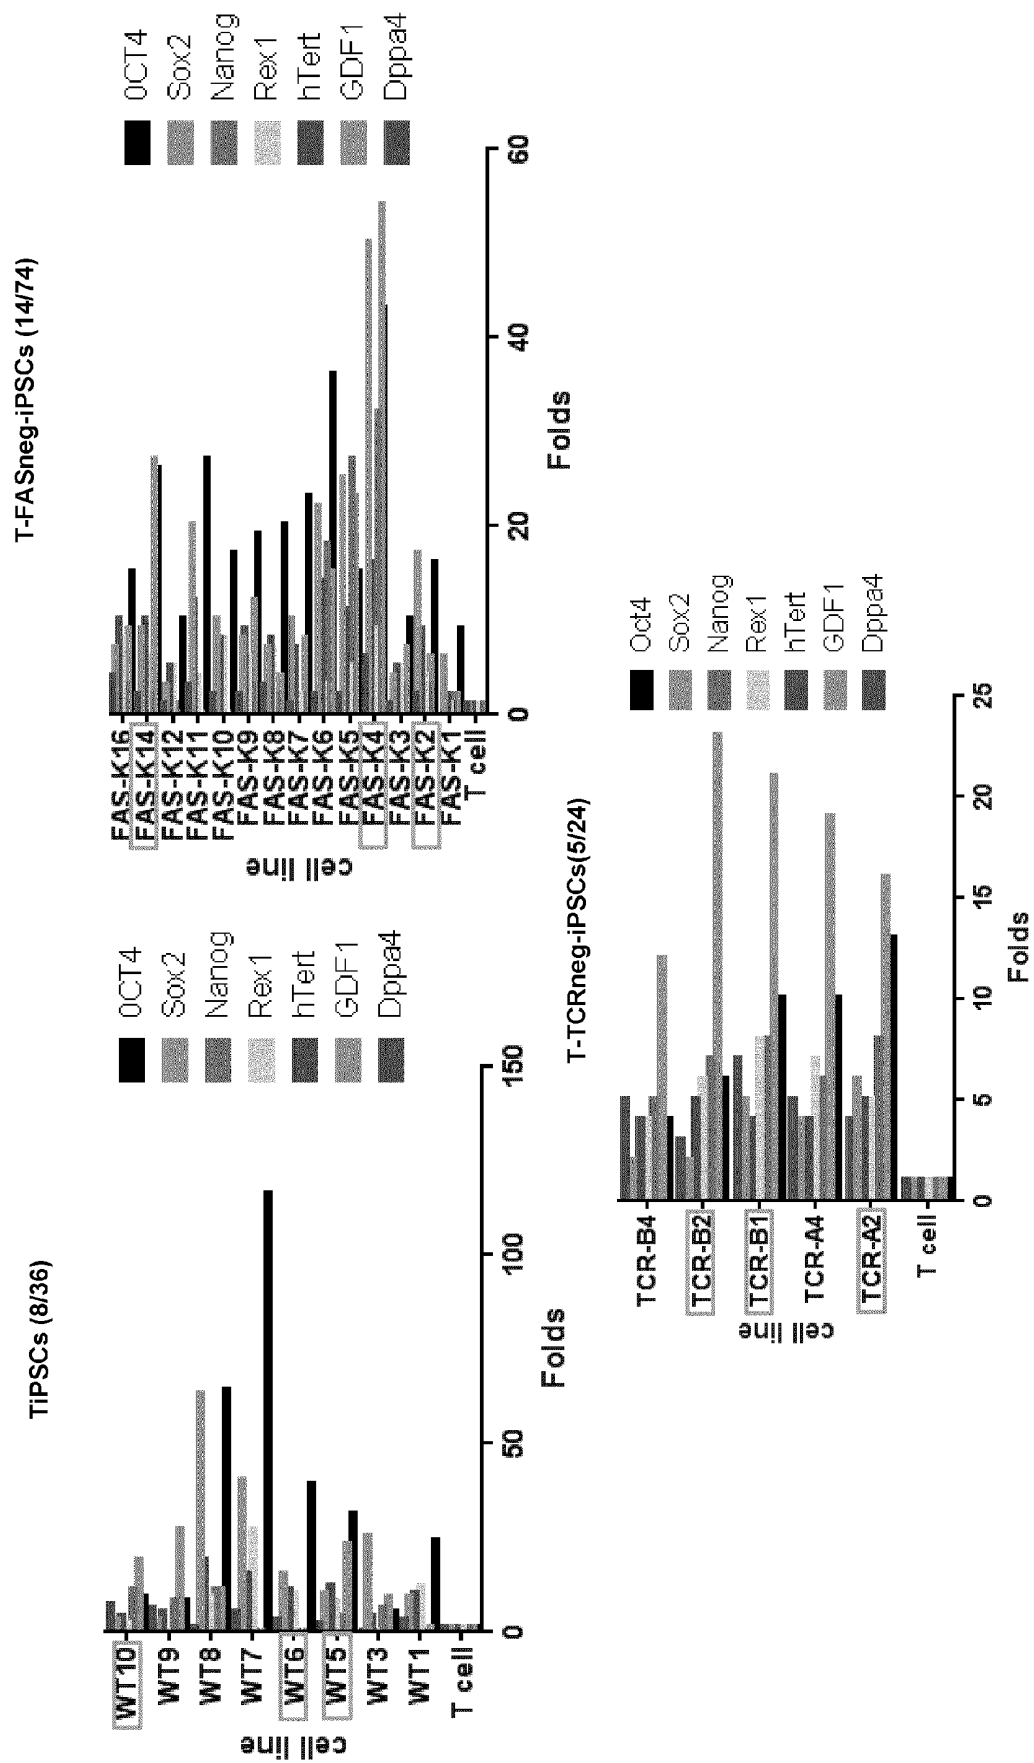 TiPSCs (8/36)
cell line
WT10
WT9
WT8
WT7
WT6
WT5
WT3
WT1
T cell
0
50
100
150
Folds
OCT4
Sox2
Nanog
Rex1
hTert
GDF1
Dppa4
T-FASneg-iPSCs (14/74)
cell line
FAS-K16
FAS-K14
FAS-K12
FAS-K11
FAS-K10
FAS-K9
FAS-K8
FAS-K7
FAS-K6
FAS-K5
FAS-K4
FAS-K3
FAS-K2
FAS-K1
T cell
0
20
40
60
Folds
OCT4
Sox2
Nanog
Rex1
hTert
GDF1
Dppa4
T-TCRneg-iPSCs(5/24)
cell line
TCR-B4
TCR-B2
TCR-B1
TCR-A4
TCR-A2
T cell
0
5
10
15
20
25
Folds
Oct4
Sox2
Nanog
Rex1
hTert
GDF1
Dppa4